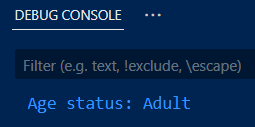 DEBUG CONSOLE ...
Filter (e.g. text, !exclude, \escape)
Age status: Adult